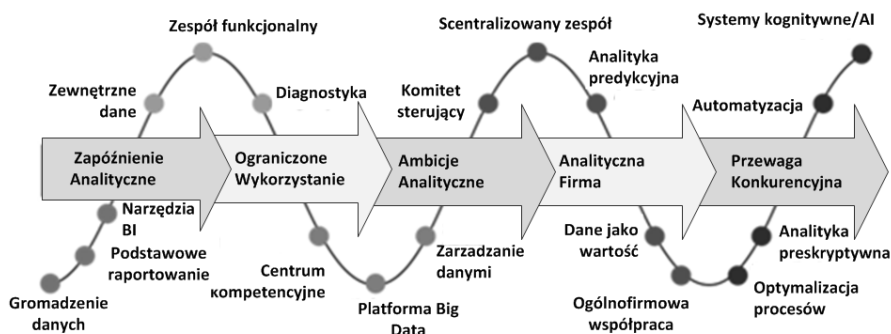 Zespół funkcjonalny
Scentralizowany zespół
Systemy kognitywne/AI
Zewnętrzne
dane
Diagnostyka
Komitet
sterujący
Analityka
predykcyjna
Automatyzacja
Zapóźnienie
Analityczne
Ograniczone
Wykorzystanie
Ambicje
Analityczne
Analityczna
Firma
Przewaga
Konkurencyjna
Narzędzia
BI
Podstawowe
raportowanie
Gromadzenie
danych
Centrum
kompetencyjne
Platforma Big
Data
Zarzadzanie
danymi
Dane jako
wartość
Ogólnofirmowa
współpraca
Analityka
preskryptywna
Optymalizacja
procesów